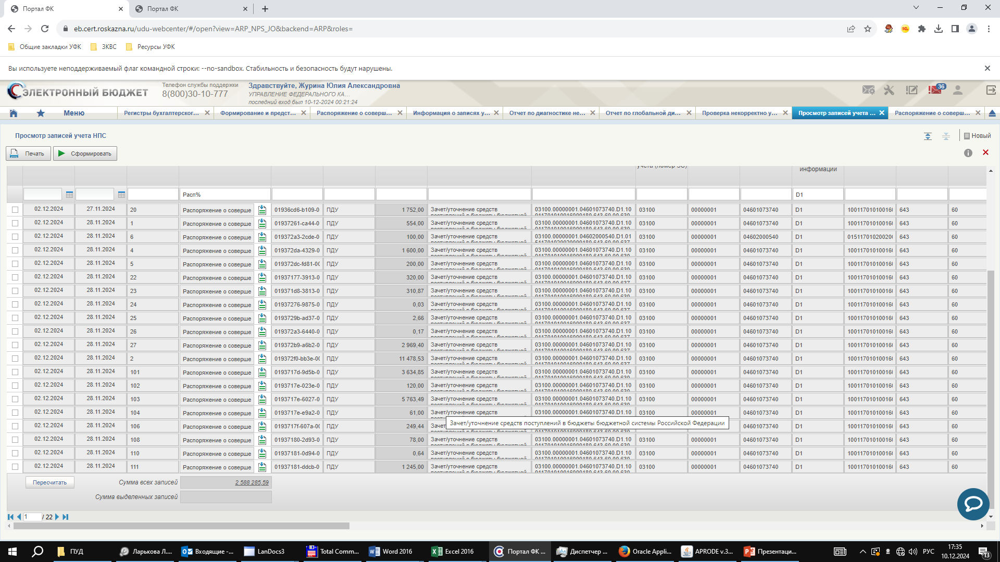 Портал ФК
Портал ФК
eb.cert.roskazna.ru/udu-webcenter/#/open?view=ARP_NPS_JO&backend=ARP&roles=
Общие закладки УФК
ЗКВС
Ресурсы УФК
Вы используете неподдерживаемый флаг командной строки: --no-sandbox. Стабильность и безопасность будут нарушены.
ЭЛЕКТРОННЫЙ БЮДЖЕТ
Телефон службы поддержки
8(800)30-10-777
Здравствуйте, Журина Юлия Александровна
УПРАВЛЕНИЕ ФЕДЕРАЛЬНОГО КА...
последний вход был 10-12-2024 00:21:24
36
Меню
Регистры бухгалтерског...
Формирование и предст...
Распоряжение о соверш...
Информация о записях у...
Отчет по диагностике не...
Отчет по глобальной ди...
Проверка некорректно у...
Просмотр записей учета ...
Распоряжение о соверш...
Просмотр записей учета НПС
Новый
Печать
Сформировать
учета (номер ЗО)
информации
Расп%
D1
02.12.2024 27.11.2024 20 Распоряжение о соверше 01936cd6-b109-0 ПДУ 1 752,00 Зачет/уточнение средств 03100.00000001.04601073740.D1.10 03100 00000001 04601073740 D1 10011701010016 643 60
02.12.2024 28.11.2024 1 Распоряжение о соверше 01937261-ca44-0 ПДУ 554,00 Зачет/уточнение средств 03100.00000001.04601073740.D1.10 03100 00000001 04601073740 D1 10011701010016 643 60
02.12.2024 28.11.2024 6 Распоряжение о соверше 019372a3-2cde-0 ПДУ 100,00 Зачет/уточнение средств 03100.00000001.04602000540.D1.01 03100 00000001 04602000540 D1 01511701020020 643 60
02.12.2024 28.11.2024 4 Распоряжение о соверше 019372da-4329-0 ПДУ 1 600,00 Зачет/уточнение средств 03100.00000001.04601073740.D1.10 03100 00000001 04601073740 D1 10011701010016 643 60
02.12.2024 28.11.2024 5 Распоряжение о соверше 019372dc-fd81-0 ПДУ 200,00 Зачет/уточнение средств 03100.00000001.04601073740.D1.10 03100 00000001 04601073740 D1 10011701010016 643 60
02.12.2024 28.11.2024 22 Распоряжение о соверше 01937177-3913-0 ПДУ 320,00 Зачет/уточнение средств 03100.00000001.04601073740.D1.10 03100 00000001 04601073740 D1 10011701010016 643 60
02.12.2024 28.11.2024 23 Распоряжение о соверше 019371d8-3813-0 ПДУ 310,87 Зачет/уточнение средств 03100.00000001.04601073740.D1.10 03100 00000001 04601073740 D1 10011701010016 643 60
02.12.2024 28.11.2024 24 Распоряжение о соверше 01937276-9875-0 ПДУ 0,03 Зачет/уточнение средств 03100.00000001.04601073740.D1.10 03100 00000001 04601073740 D1 10011701010016 643 60
02.12.2024 28.11.2024 25 Распоряжение о соверше 0193729b-ad37-0 ПДУ 2,66 Зачет/уточнение средств 03100.00000001.04601073740.D1.10 03100 00000001 04601073740 D1 10011701010016 643 60
02.12.2024 28.11.2024 26 Распоряжение о соверше 019372a3-6440-0 ПДУ 0,17 Зачет/уточнение средств 03100.00000001.04601073740.D1.10 03100 00000001 04601073740 D1 10011701010016 643 60
02.12.2024 28.11.2024 27 Распоряжение о соверше 019372b9-a6b2-0 ПДУ 2 969,40 Зачет/уточнение средств 03100.00000001.04601073740.D1.10 03100 00000001 04601073740 D1 10011701010016 643 60
02.12.2024 28.11.2024 2 Распоряжение о соверше 019372f0-bb3e-0 ПДУ 11 478,53 Зачет/уточнение средств 03100.00000001.04601073740.D1.10 03100 00000001 04601073740 D1 10011701010016 643 60
02.12.2024 28.11.2024 101 Распоряжение о соверше 0193717d-9d5b-0 ПДУ 3 634,85 Зачет/уточнение средств 03100.00000001.04601073740.D1.10 03100 00000001 04601073740 D1 10011701010016 643 60
02.12.2024 28.11.2024 102 Распоряжение о соверше 0193717e-023e-0 ПДУ 120,00 Зачет/уточнение средств 03100.00000001.04601073740.D1.10 03100 00000001 04601073740 D1 10011701010016 643 60
02.12.2024 28.11.2024 103 Распоряжение о соверше 0193717e-6027-0 ПДУ 5 763,49 Зачет/уточнение средств 03100.00000001.04601073740.D1.10 03100 00000001 04601073740 D1 10011701010016 643 60
02.12.2024 28.11.2024 104 Распоряжение о соверше 0193717e-e9a2-0 ПДУ 61,00 Зачет/уточнение средств 03100.00000001.04601073740.D1.10 03100 00000001 04601073740 D1 10011701010016 643 60
Зачет/уточнение средств поступлений в бюджеты бюджетной системы Российской Федерации
02.12.2024 28.11.2024 106 Распоряжение о соверше 0193717f-607a-0 ПДУ 249,44 Зачет 04601073740 D1 10011701010016 643 60
02.12.2024 28.11.2024 108 Распоряжение о соверше 01937180-2d93-0 ПДУ 78,00 Зачет/уточнение средств 03100.00000001.04601073740.D1.10 03100 00000001 04601073740 D1 10011701010016 643 60
02.12.2024 28.11.2024 110 Распоряжение о соверше 01937181-0d94-0 ПДУ 0,64 Зачет/уточнение средств 03100.00000001.04601073740.D1.10 03100 00000001 04601073740 D1 10011701010016 643 60
02.12.2024 28.11.2024 111 Распоряжение о соверше 01937181-ddcb-0 ПДУ 1 245,00 Зачет/уточнение средств 03100.00000001.04601073740.D1.10 03100 00000001 04601073740 D1 10011701010016 643 60
Пересчитать
Сумма всех записей 2 588 285,59
Сумма выделенных записей
1 / 22
ПУД
Ларькова Л....
Входящие -...
LanDocs3
Total Comm...
Word 2016
Excel 2016
Портал ФК ...
Диспетчер ...
Oracle Appli...
APRODE v.3...
Презентаци...
РУС
17:35
10.12.2024
13